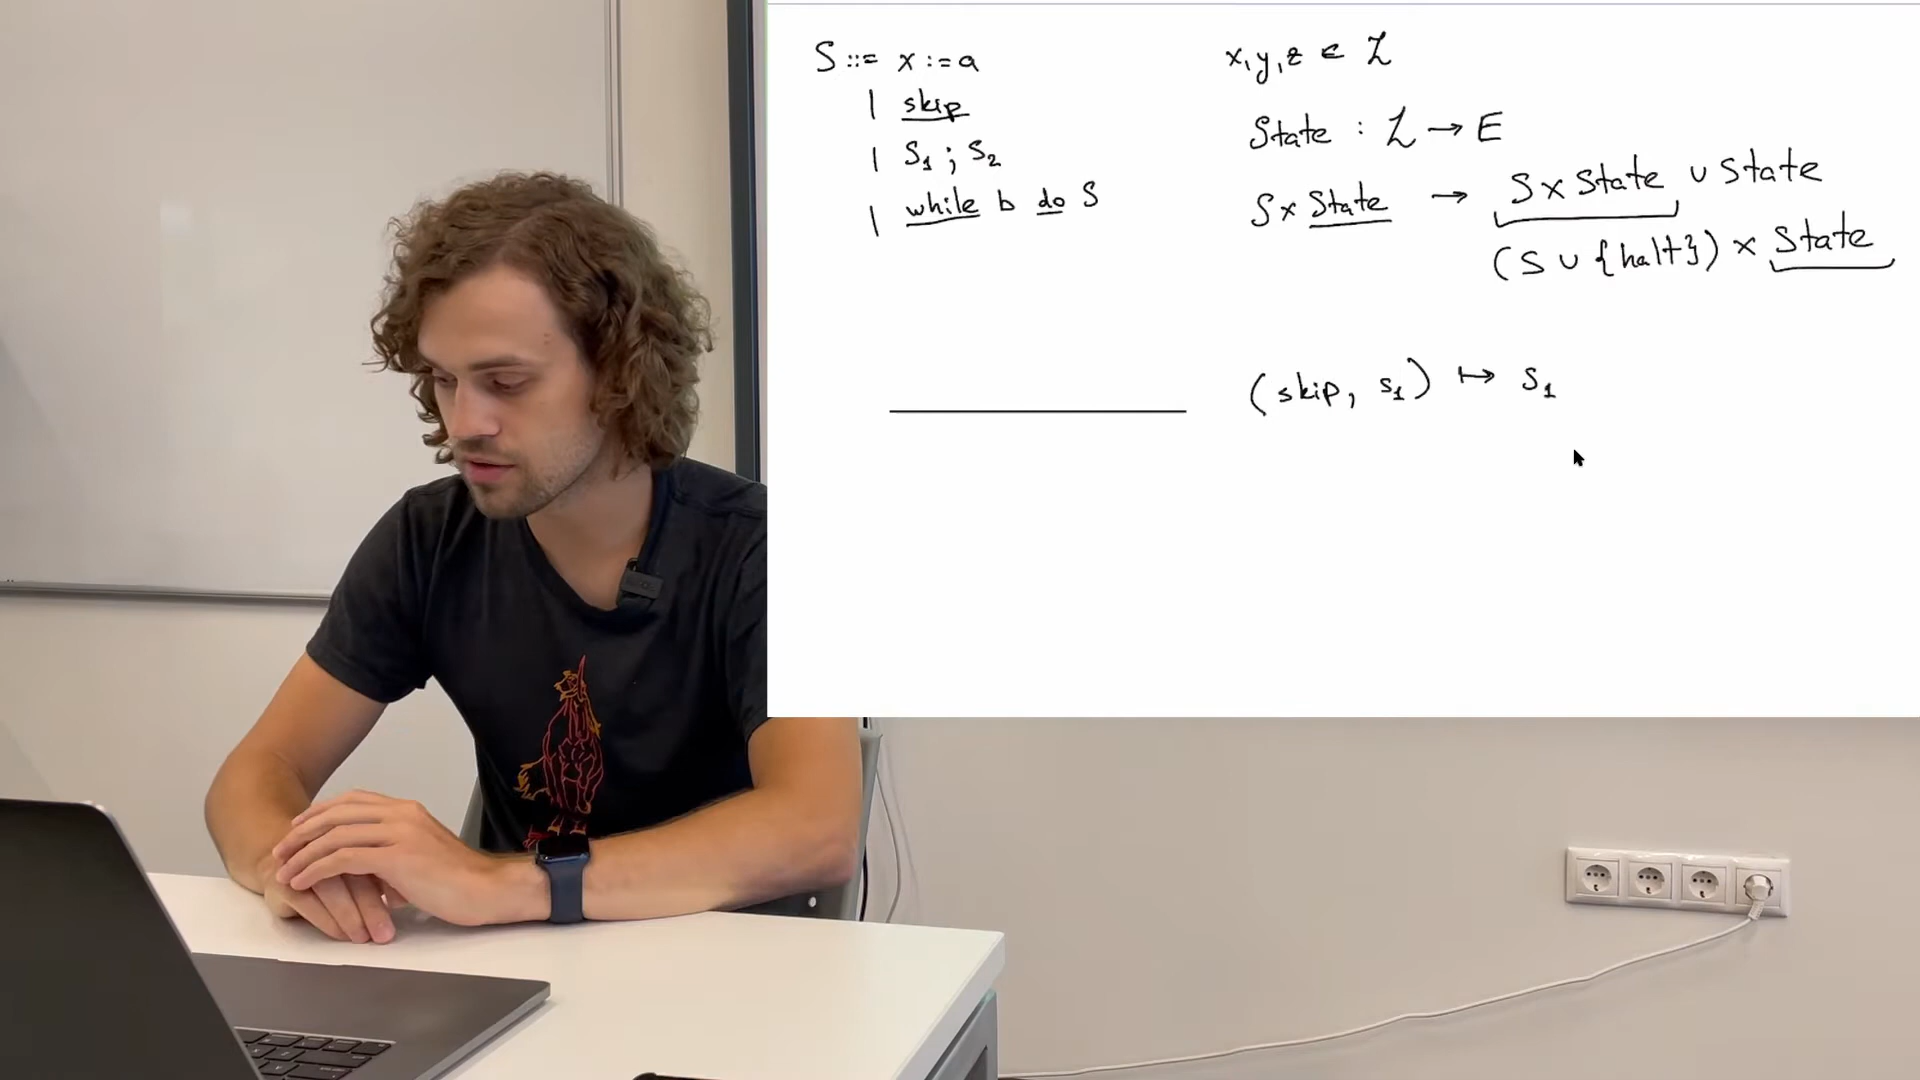 S ::= x := a
| skip
| S₁ ; S₂
| while b do S
x, y, z ∈ Z
State : Z → E
S × State → S × State ∪ State
(S ∪ {halt}) × State
(skip, s₁) ↦ s₁